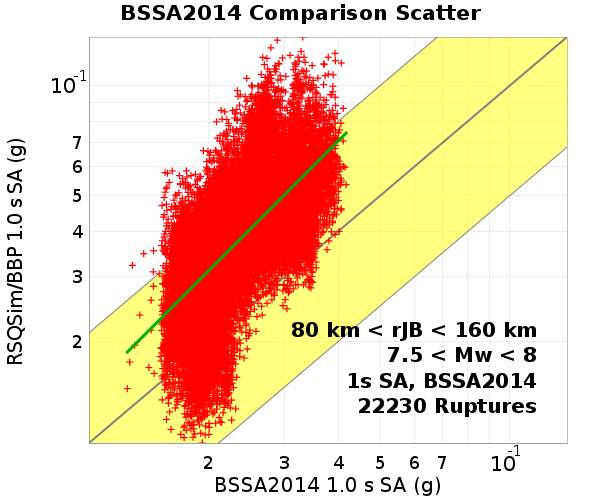 BSSA2014 Comparison Scatter
RSQSim/BBP 1.0 s SA (g)
10-1
7
6
5
4
3
2
80 km < rJB < 160 km
7.5 < Mw < 8
1s SA, BSSA2014
22230 Ruptures
2 3 4 5 6 7 10-1
BSSA2014 1.0 s SA (g)